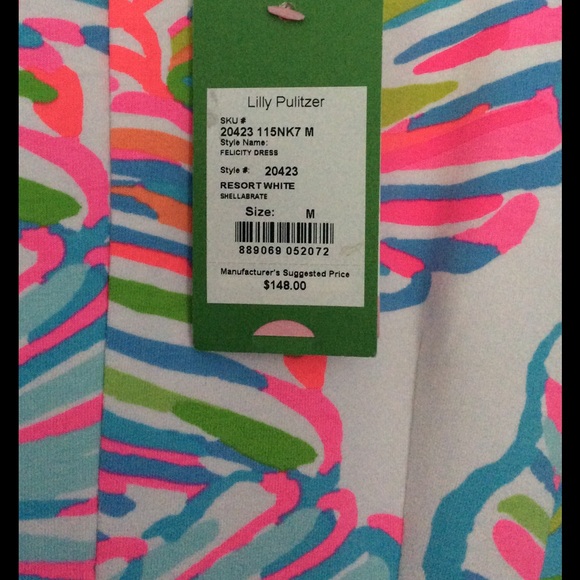 Lilly Pulitzer
SKU #
20423 115NK7 M
Style Name:
FELICITY DRESS
Style #: 20423
RESORT WHITE
SHELLABRATE
Size: M
889069 052072
Manufacturer's Suggested Price
$148.00